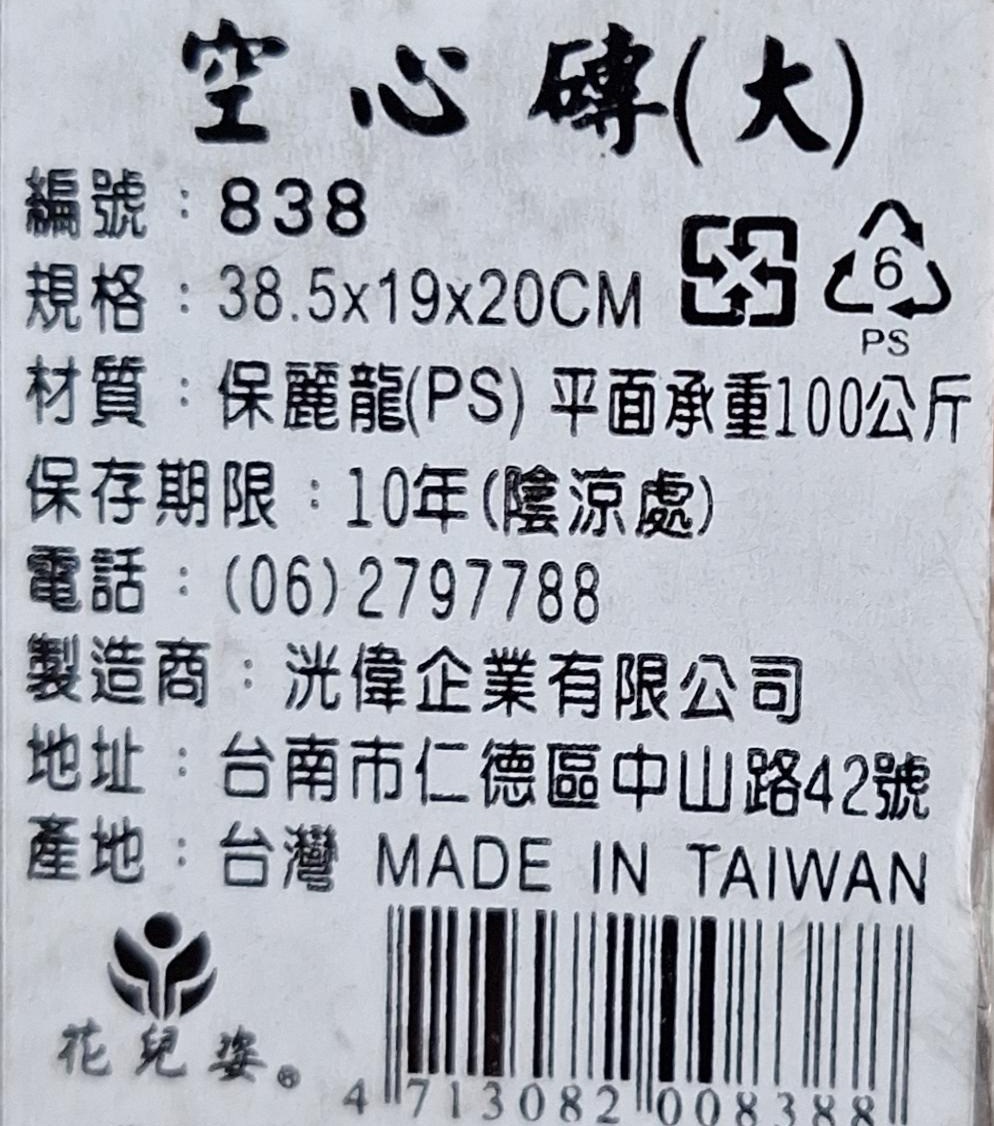 空心磚(大)
編號：838
規格：38.5x19x20CM
6
PS
材質：保麗龍(PS) 平面承重100公斤
保存期限：10年(陰涼處)
電話：(06)2797788
製造商：洸偉企業有限公司
地址：台南市仁德區中山路42號
產地：台灣 MADE IN TAIWAN
花兒姿®
4 713082 008388